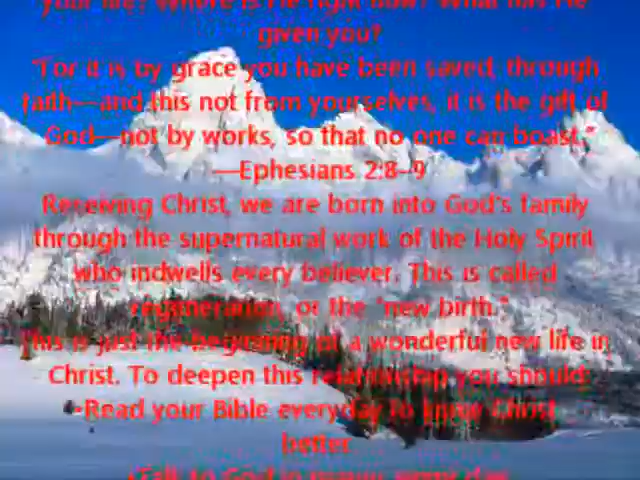 your life? Where is He right now? What has He
given you?
"For it is by grace you have been saved, through
faith—and this not from yourselves, it is the gift of
God—not by works, so that no one can boast."
—Ephesians 2:8-9
Receiving Christ, we are born into God's family
through the supernatural work of the Holy Spirit
who indwells every believer. This is called
regeneration, or the "new birth."
This is just the beginning of a wonderful new life in
Christ. To deepen this relationship you should:
•Read your Bible everyday to know Christ
better.
•Talk to God in prayer every day.